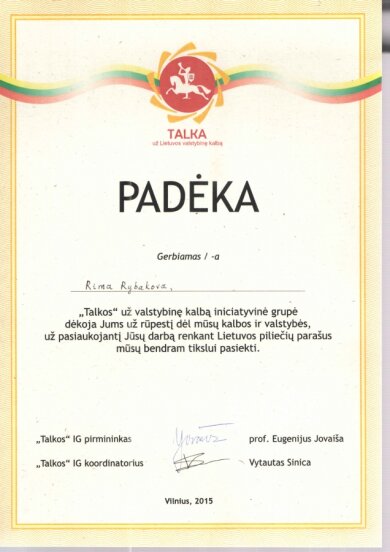 TALKA
už Lietuvos valstybinę kalbą
PADĖKA
Gerbiamas / -a
Rima Rybakova,
„Talkos“ už valstybinę kalbą iniciatyvinė grupė
dėkoja Jums už rūpestį dėl mūsų kalbos ir valstybės,
už pasiaukojantį Jūsų darbą renkant Lietuvos piliečių parašus
mūsų bendram tikslui pasiekti.
„Talkos“ IG pirmininkas prof. Eugenijus Jovaiša
„Talkos“ IG koordinatorius Vytautas Sinica
Vilnius, 2015